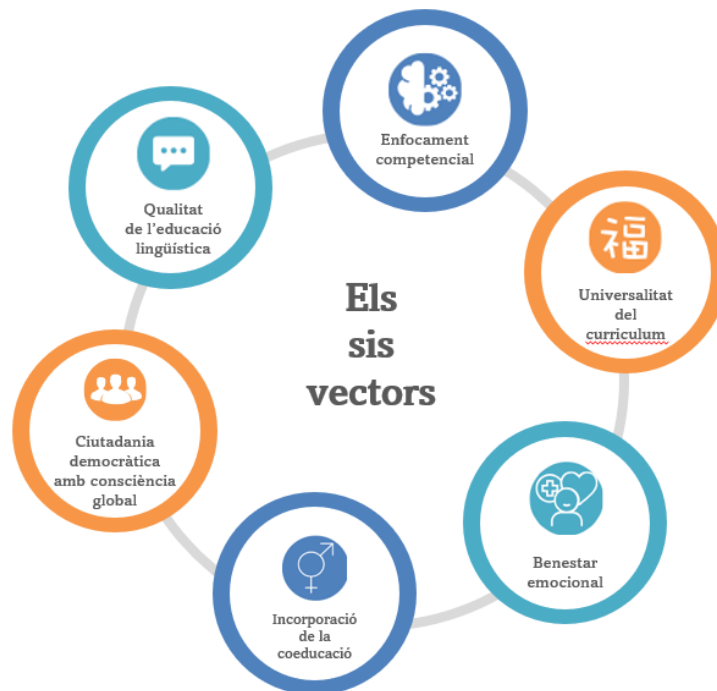 Enfocament
competencial
Qualitat
de l'educació
lingüística
福
Universalitat
del
curriculum
Els
sis
vectors
Ciutadania
democràtica
amb consciència
global
Benestar
emocional
Incorporació
de la
coeducació